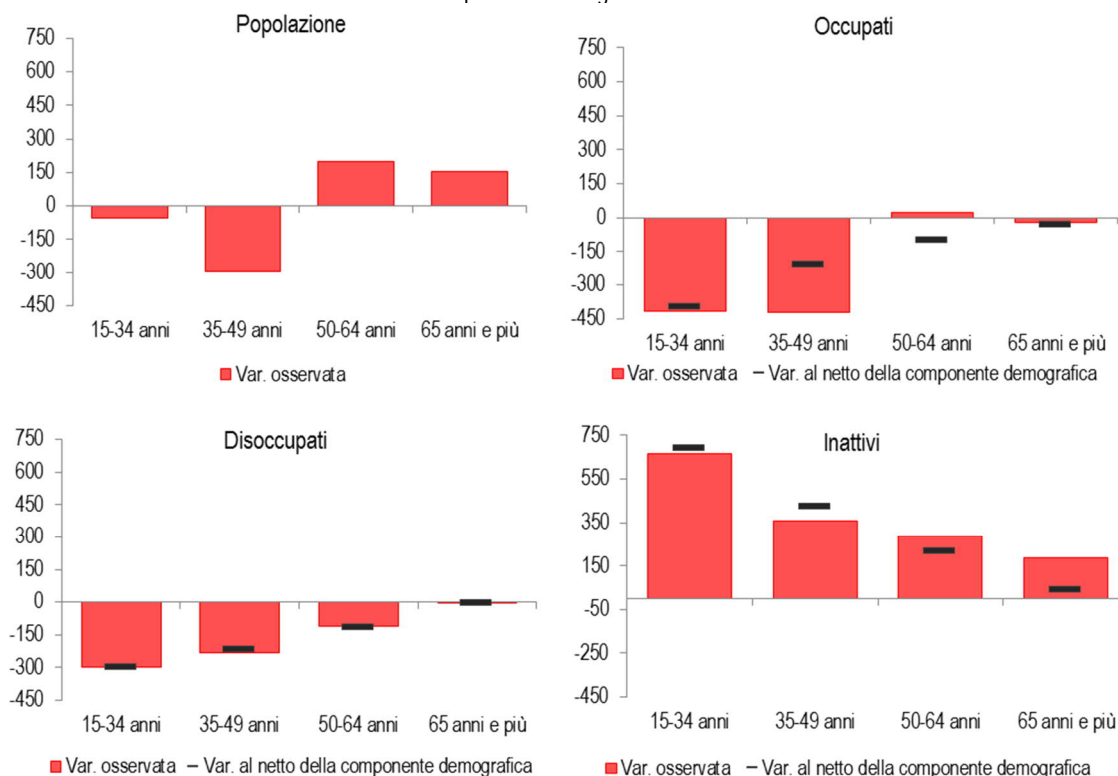 Popolazione
750
600
450
300
150
0
-150
-300
-450
15-34 anni 35-49 anni 50-64 anni 65 anni e più
Var. osservata
Occupati
750
600
450
300
150
0
-150
-300
-450
15-34 anni 35-49 anni 50-64 anni 65 anni e più
Var. osservata Var. al netto della componente demografica
Disoccupati
750
600
450
300
150
0
-150
-300
-450
15-34 anni 35-49 anni 50-64 anni 65 anni e più
Var. osservata Var. al netto della componente demografica
Inattivi
750
550
350
150
-50
-250
-450
15-34 anni 35-49 anni 50-64 anni 65 anni e più
Var. osservata Var. al netto della componente demografica